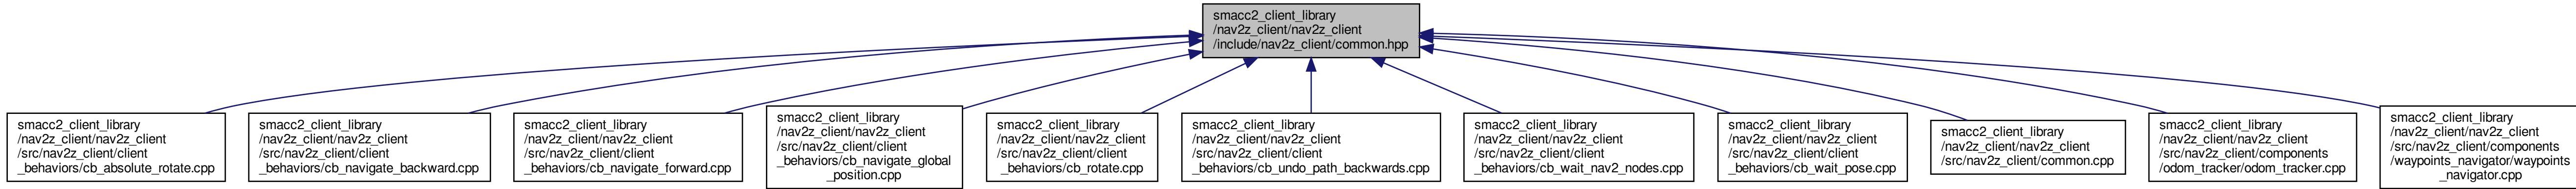 smacc2_client_library
/nav2z_client/nav2z_client
/include/nav2z_client/common.hpp
smacc2_client_library
/nav2z_client/nav2z_client
/src/nav2z_client/client
_behaviors/cb_absolute_rotate.cpp
smacc2_client_library
/nav2z_client/nav2z_client
/src/nav2z_client/client
_behaviors/cb_navigate_backward.cpp
smacc2_client_library
/nav2z_client/nav2z_client
/src/nav2z_client/client
_behaviors/cb_navigate_forward.cpp
smacc2_client_library
/nav2z_client/nav2z_client
/src/nav2z_client/client
_behaviors/cb_navigate_global
_position.cpp
smacc2_client_library
/nav2z_client/nav2z_client
/src/nav2z_client/client
_behaviors/cb_rotate.cpp
smacc2_client_library
/nav2z_client/nav2z_client
/src/nav2z_client/client
_behaviors/cb_undo_path_backwards.cpp
smacc2_client_library
/nav2z_client/nav2z_client
/src/nav2z_client/client
_behaviors/cb_wait_nav2_nodes.cpp
smacc2_client_library
/nav2z_client/nav2z_client
/src/nav2z_client/client
_behaviors/cb_wait_pose.cpp
smacc2_client_library
/nav2z_client/nav2z_client
/src/nav2z_client/common.cpp
smacc2_client_library
/nav2z_client/nav2z_client
/src/nav2z_client/components
/odom_tracker/odom_tracker.cpp
smacc2_client_library
/nav2z_client/nav2z_client
/src/nav2z_client/components
/waypoints_navigator/waypoints
_navigator.cpp